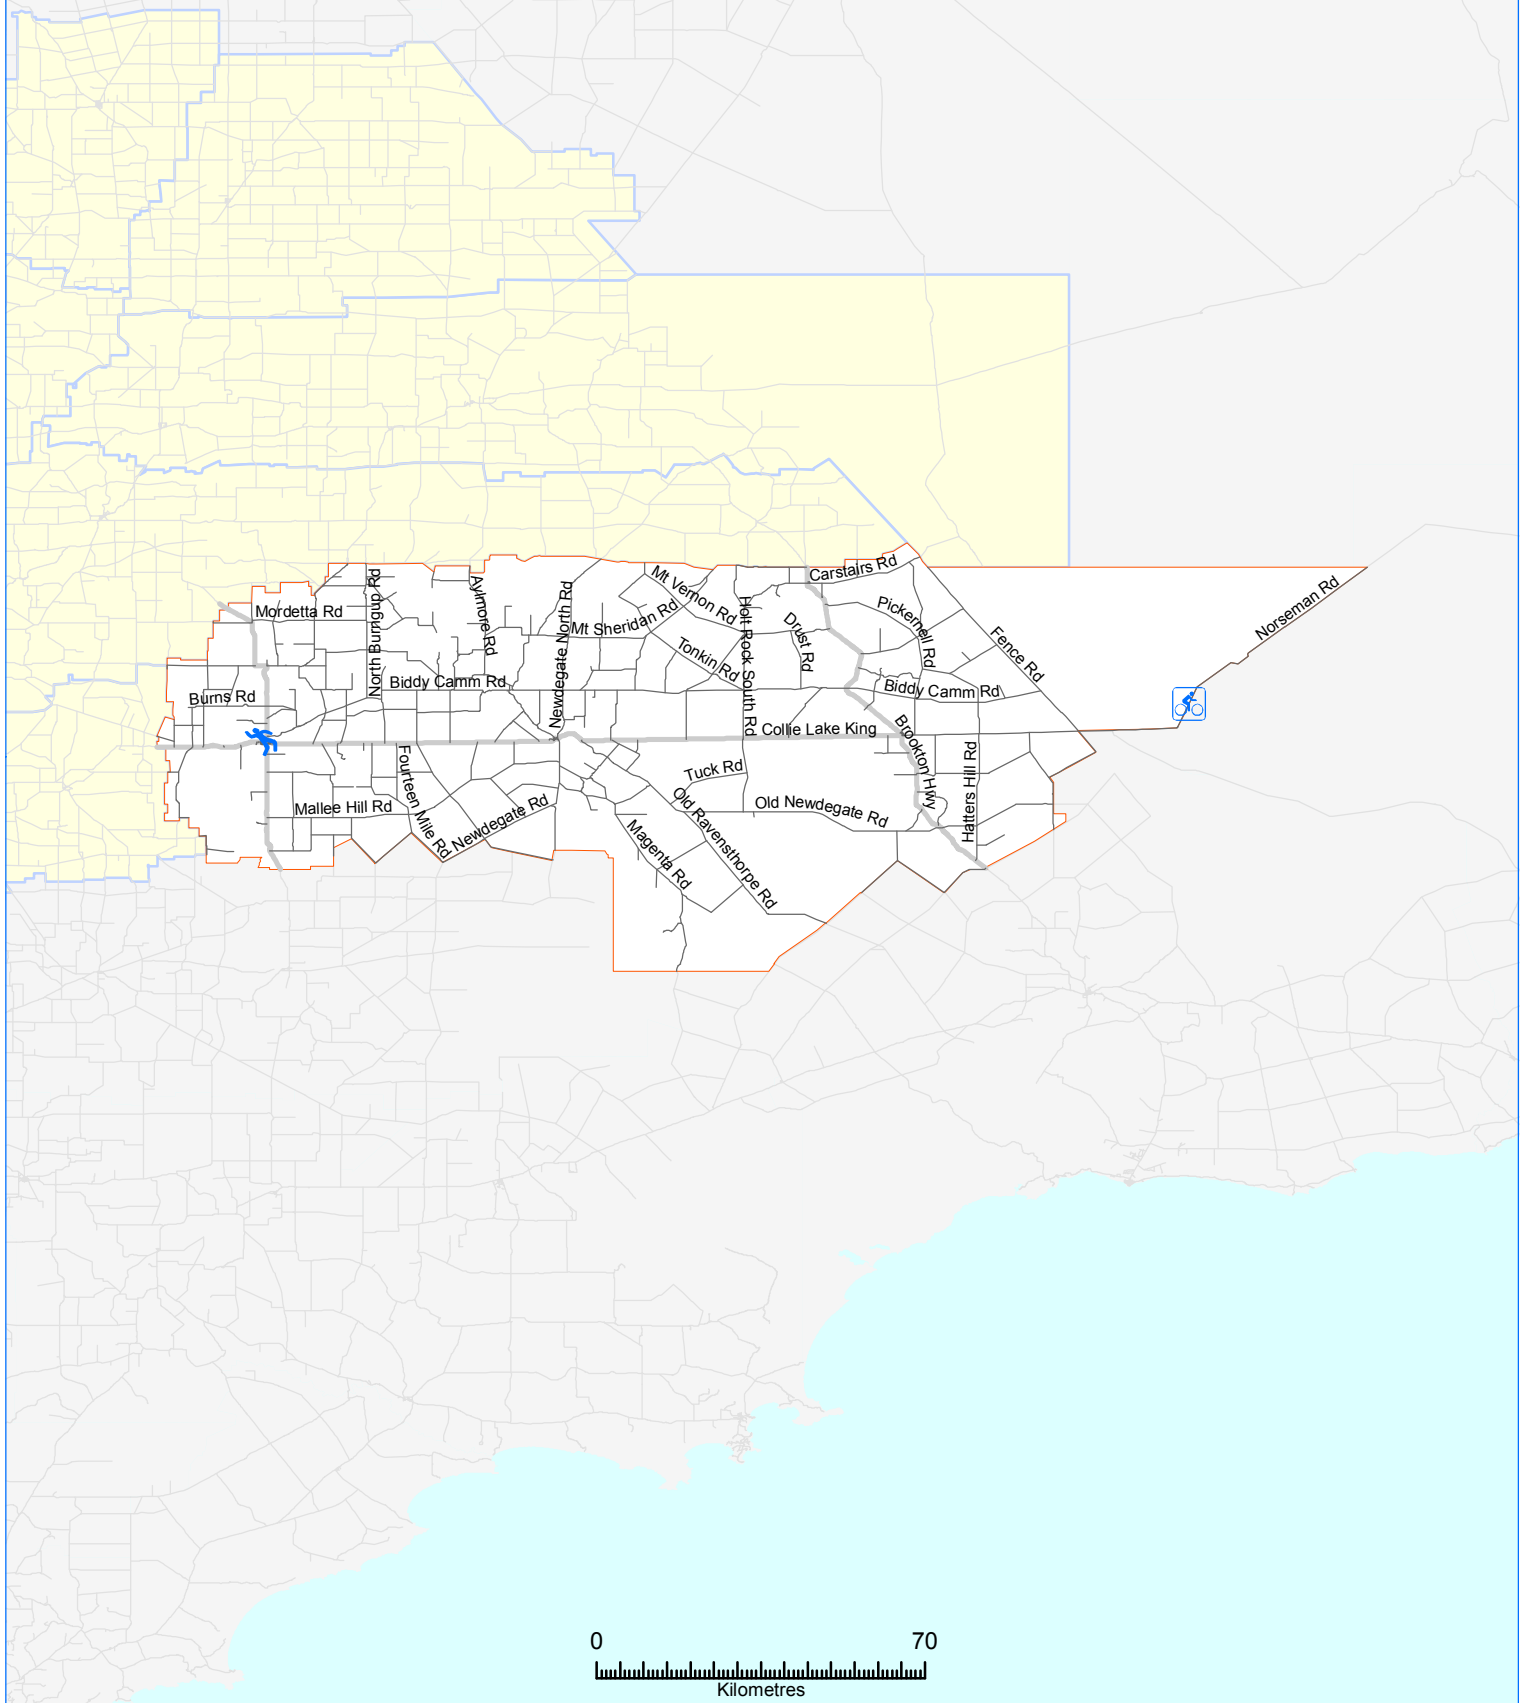 Carstairs Rd
Mt Vernon Rd
North Burngup Rd
Aylmore Rd
Newdegate North Rd
Norseman Rd
Mordetta Rd
Mt Sheridan Rd
Holt Rock South Rd
Drust Rd
Pickernell Rd
Fence Rd
Tonkin Rd
Biddy Camm Rd
Biddy Camm Rd
Burns Rd
Collie Lake King
Brookton Hwy
Hatters Hill Rd
Fourteen Mile Rd
Tuck Rd
Mallee Hill Rd
Newdegate Rd
Old Ravensthorpe Rd
Old Newdegate Rd
Magenta Rd
0 70
Kilometres